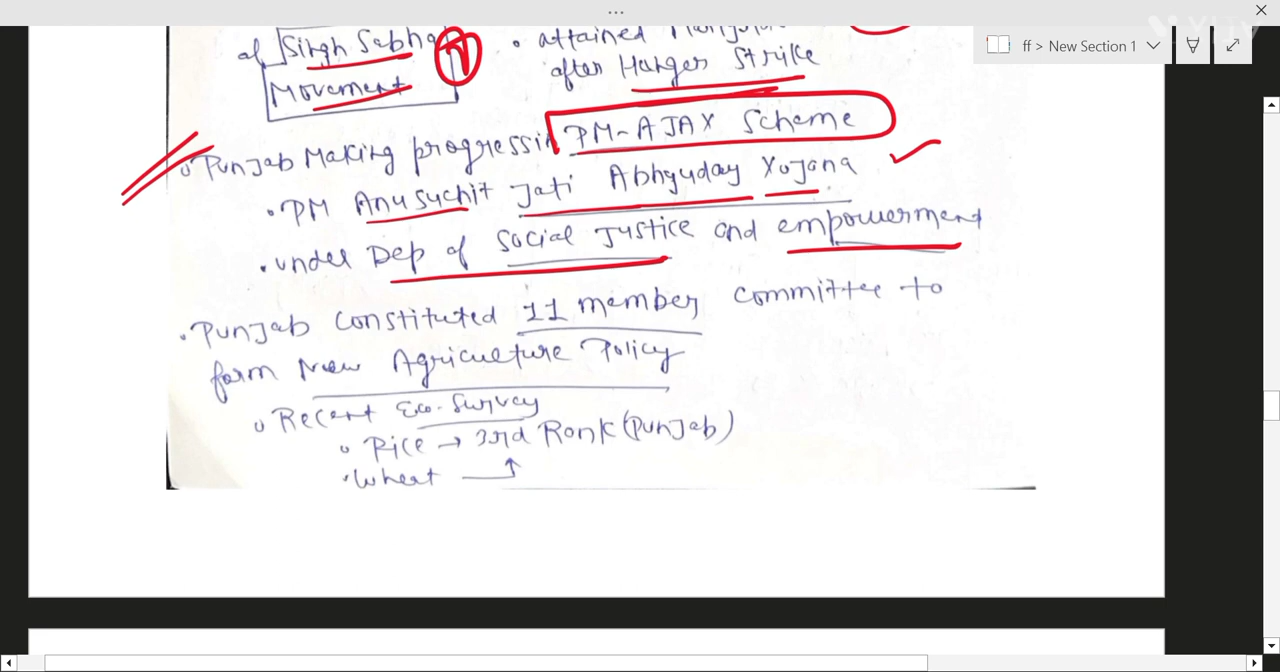 ...
ff > New Section 1
of Singh Sabha
Movement
• attained
after Hunger Strike
Punjab Making progressin PM-AJAY Scheme
• PM Anusuchit Jati Abhyuday Yojana
• under Dep of Social Justice and empowerment
• Punjab constituted 11 member committee to
form New Agriculture Policy
Recent Eco. Survey
Rice → 3rd Rank (Punjab)
• Wheat